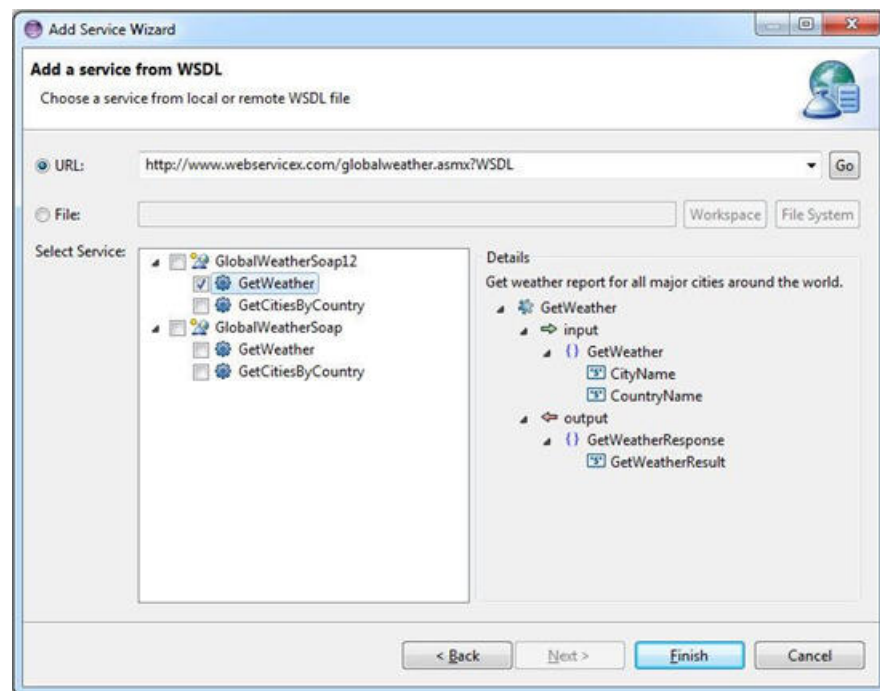 Add Service Wizard
Add a service from WSDL
Choose a service from local or remote WSDL file
URL:
http://www.webservicex.com/globalweather.asmx?WSDL
Go
File:
Workspace
File System
Select Service:
GlobalWeatherSoap12
GetWeather
GetCitiesByCountry
GlobalWeatherSoap
GetWeather
GetCitiesByCountry
Details
Get weather report for all major cities around the world.
GetWeather
input
{} GetWeather
"S" CityName
"S" CountryName
output
{} GetWeatherResponse
"S" GetWeatherResult
< Back
Next >
Finish
Cancel